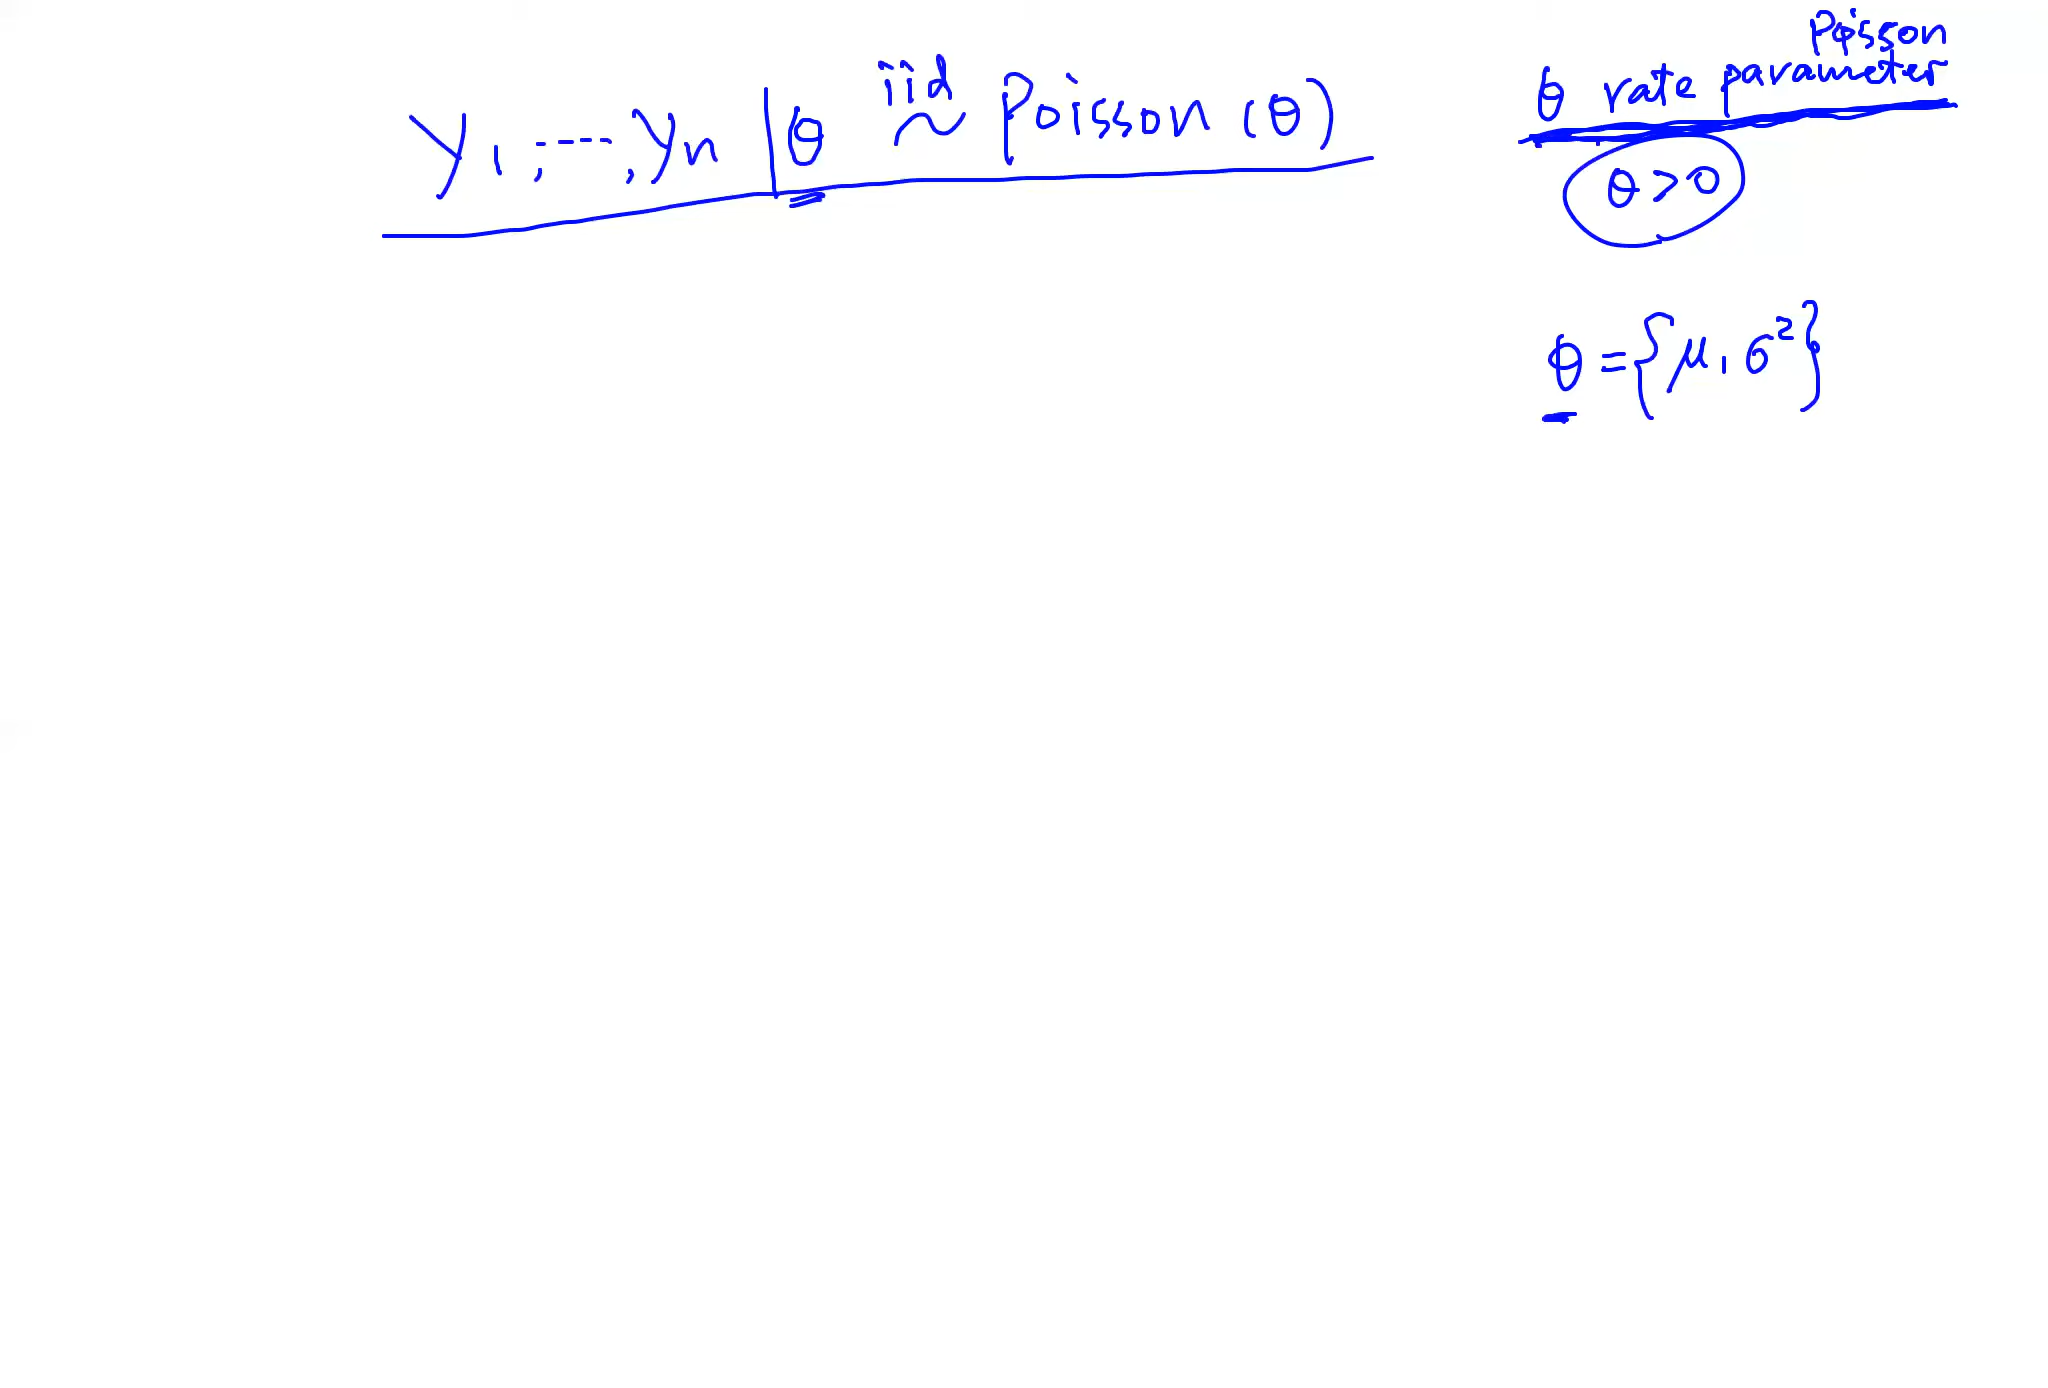 Y1, ..., Yn | θ iid ~ Poisson (θ)
Poisson
θ rate parameter
θ > 0
θ = {μ, σ²}